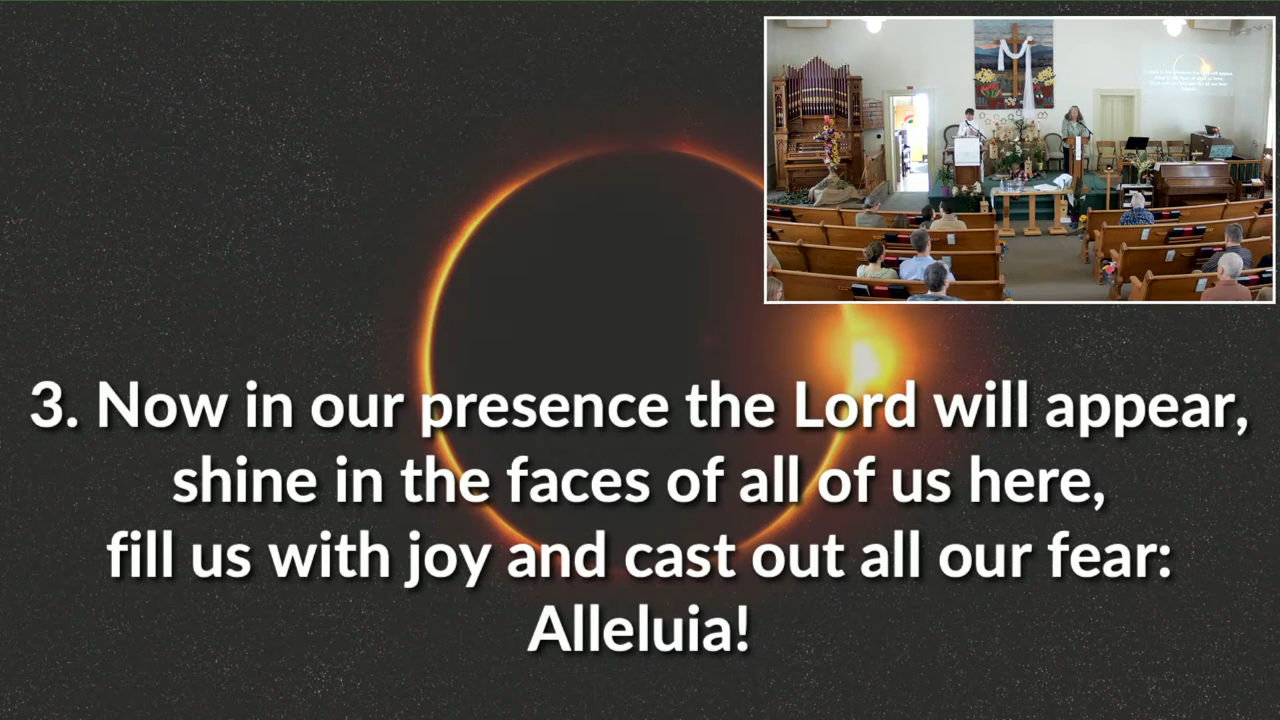 3. Now in our presence the Lord will appear,
shine in the faces of all of us here,
fill us with joy and cast out all our fear:
Alleluia!